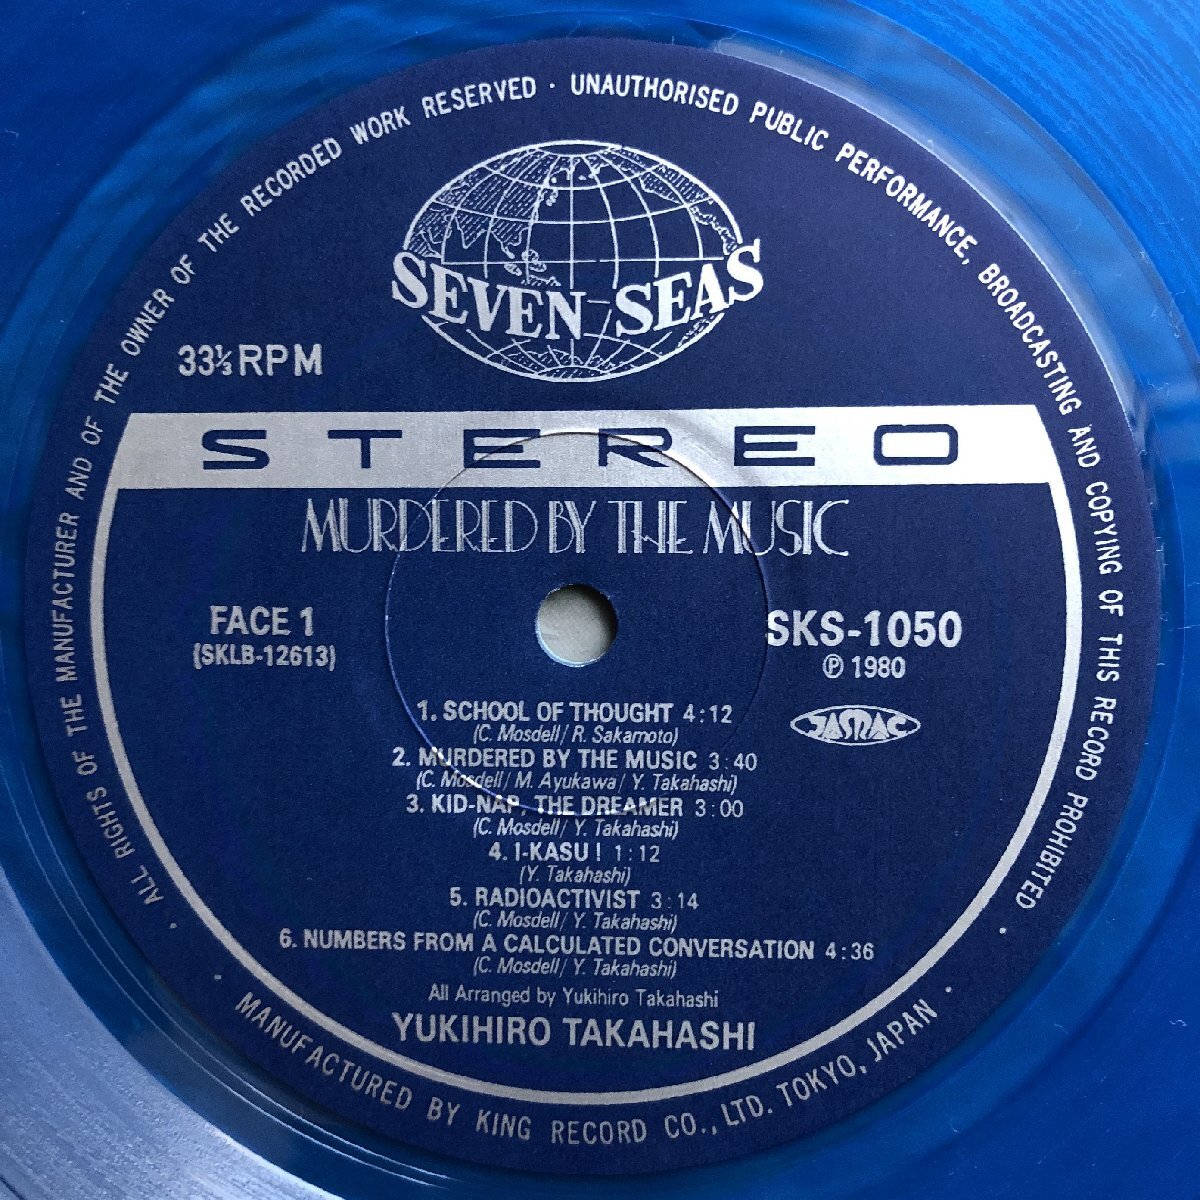 ALL RIGHTS OF THE MANUFACTURER AND OF THE OWNER OF THE RECORDED WORK RESERVED · UNAUTHORISED PUBLIC PERFORMANCE, BROADCASTING AND COPYING OF THIS RECORD PROHIBITED
SEVEN SEAS
33⅓ RPM
STEREO
MURDERED BY THE MUSIC
FACE 1
(SKLB-12613)
SKS-1050
Ⓟ 1980
JASRAC
1. SCHOOL OF THOUGHT 4:12
(C. Mosdell/ R. Sakamoto)
2. MURDERED BY THE MUSIC 3:40
(C. Mosdell/ M. Ayukawa/ Y. Takahashi)
3. KID-NAP, THE DREAMER 3:00
(C. Mosdell/ Y. Takahashi)
4. I-KASU! 1:12
(Y. Takahashi)
5. RADIOACTIVIST 3:14
(C. Mosdell/ Y. Takahashi)
6. NUMBERS FROM A CALCULATED CONVERSATION 4:36
(C. Mosdell/ Y. Takahashi)
All Arranged by Yukihiro Takahashi
YUKIHIRO TAKAHASHI
· MANUFACTURED BY KING RECORD CO., LTD. TOKYO, JAPAN ·